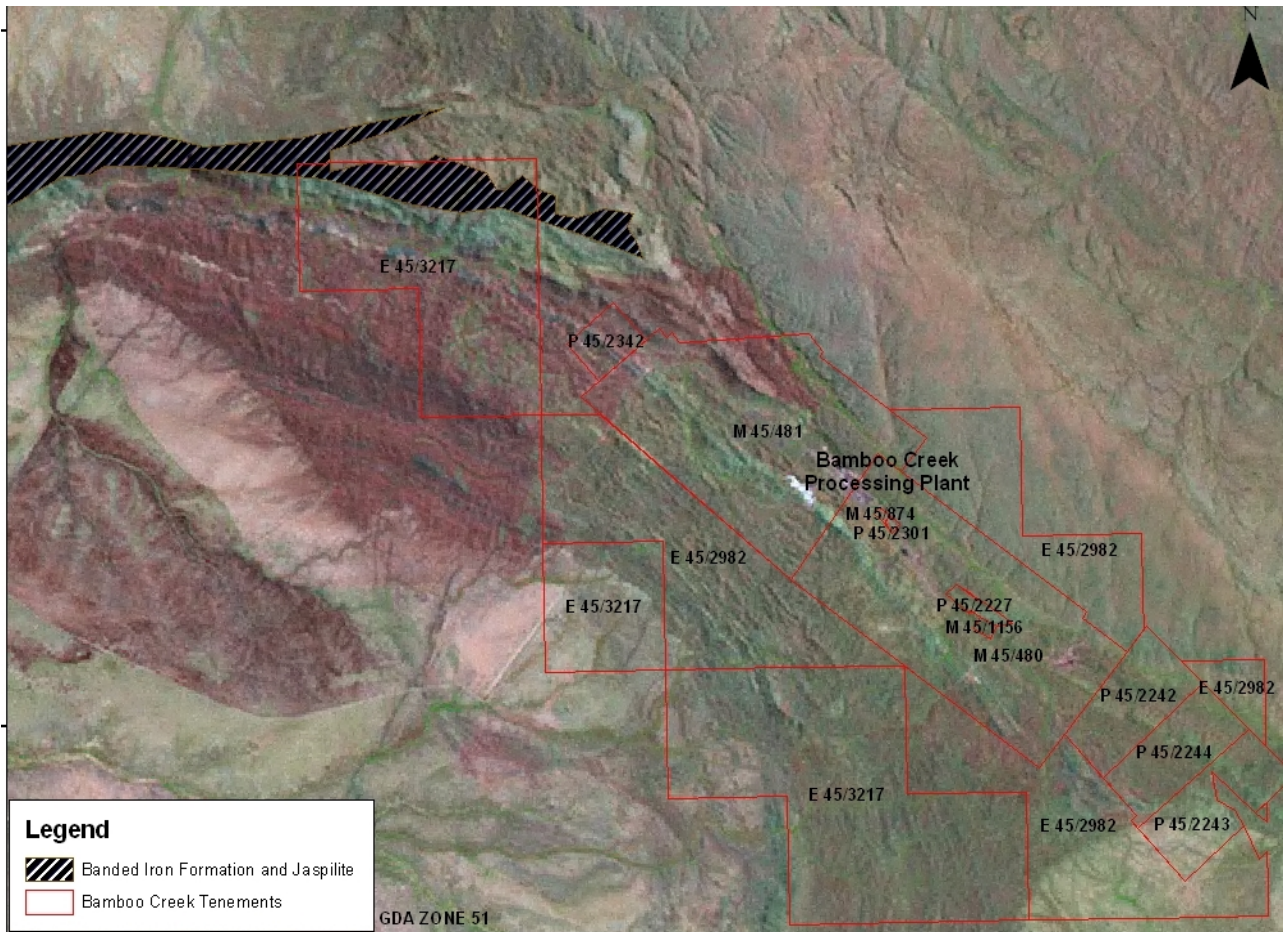 N
E 45/3217
P 45/2342
M 45/481
Bamboo Creek
Processing Plant
M 45/874
P 45/2301
E 45/2982
E 45/2982
E 45/3217
P 45/2227
M 45/1156
M 45/480
P 45/2242
E 45/2982
P 45/2244
E 45/3217
E 45/2982
P 45/2243
Legend
Banded Iron Formation and Jaspilite
Bamboo Creek Tenements
GDA ZONE 51